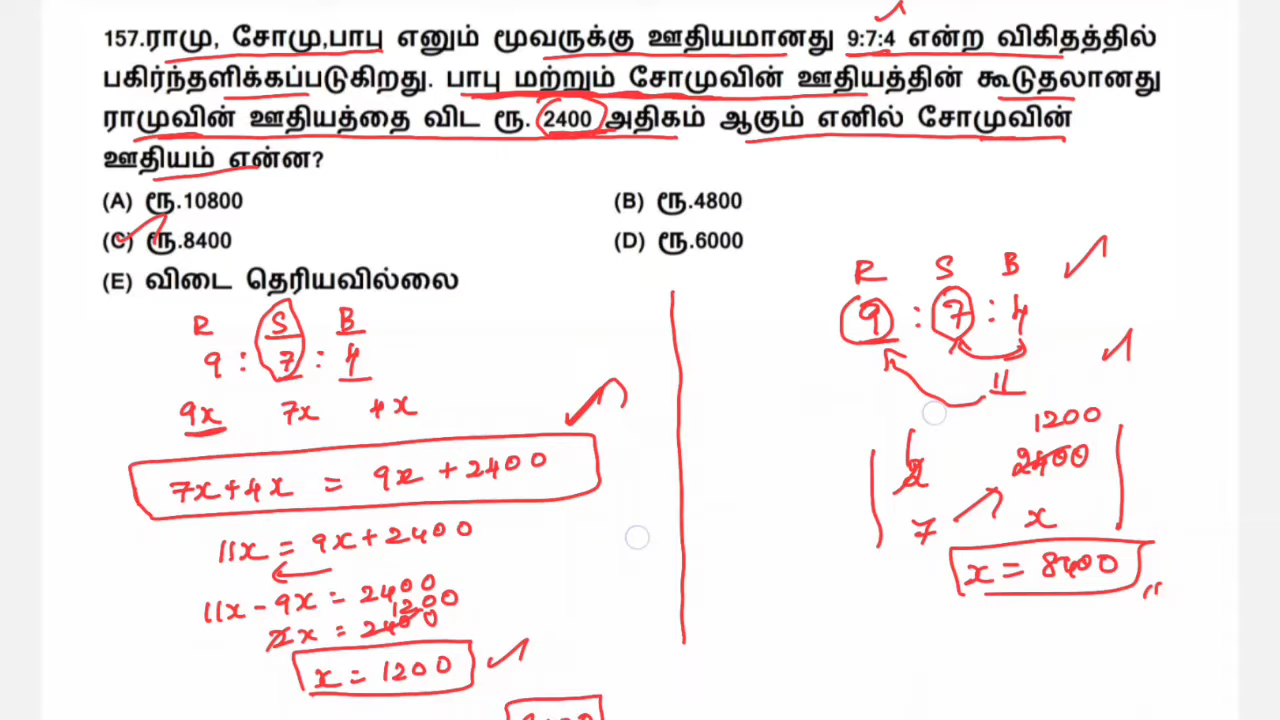 157.ராமு, சோமு,பாபு எனும் மூவருக்கு ஊதியமானது 9:7:4 என்ற விகிதத்தில்
பகிர்ந்தளிக்கப்படுகிறது. பாபு மற்றும் சோமுவின் ஊதியத்தின் கூடுதலானது
ராமுவின் ஊதியத்தை விட ரூ. 2400 அதிகம் ஆகும் எனில் சோமுவின்
ஊதியம் என்ன?
(A) ரூ.10800
(B) ரூ.4800
(C) ரூ.8400
(D) ரூ.6000
(E) விடை தெரியவில்லை
R S B
9 : 7 : 4
9x 7x 4x
7x+4x = 9x +2400
11x = 9x+2400
11x - 9x = 2400
1200
2x = 2400
x = 1200
R S B
9 : 7 : 4
11
1200
2 2400
7 x
x = 8400